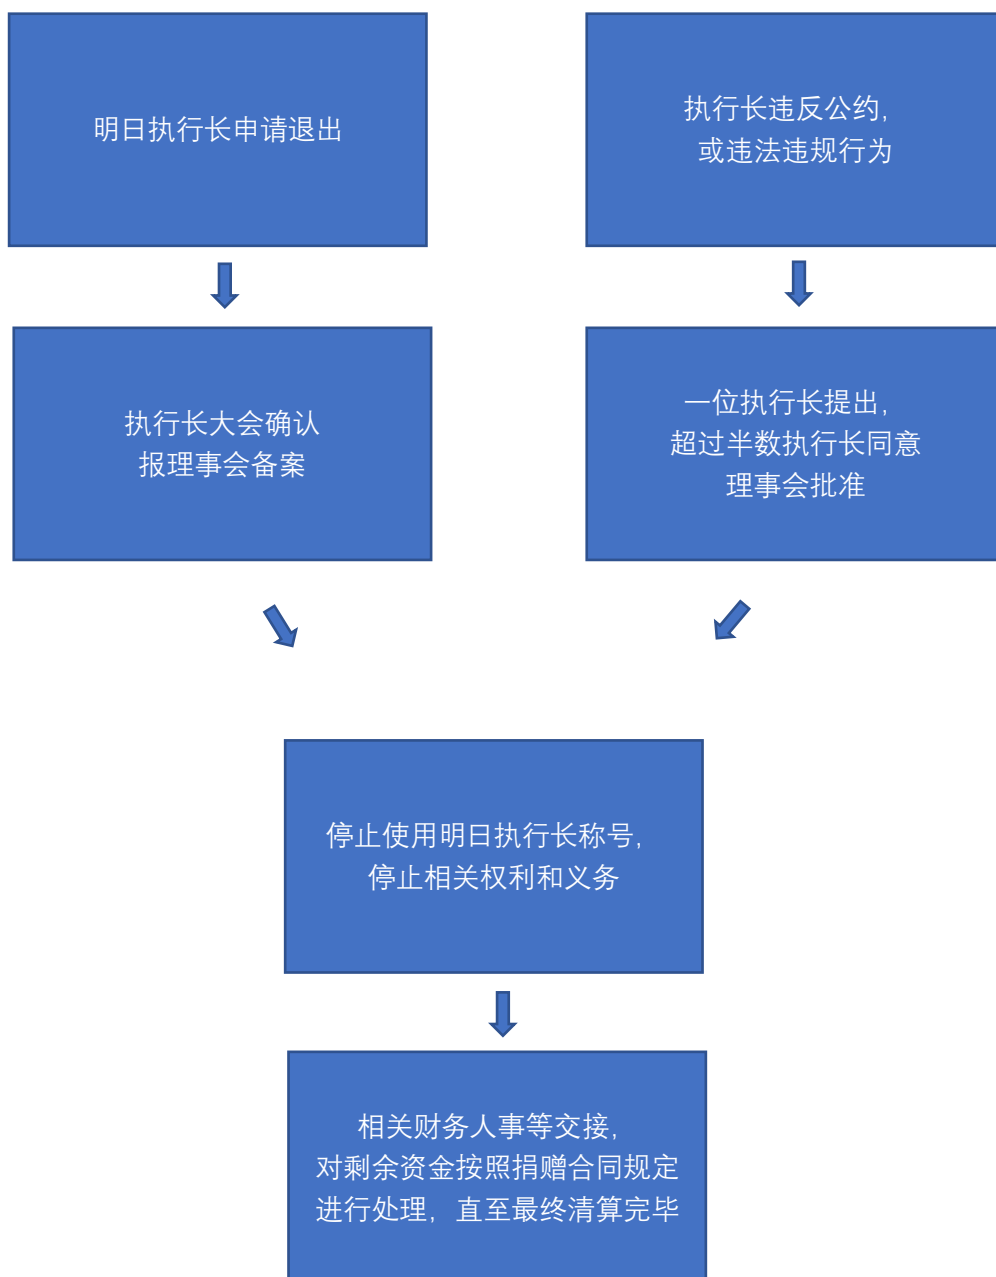 明日执行长申请退出
执行长违反公约,
或违法违规行为
执行长大会确认
报理事会备案
一位执行长提出,
超过半数执行长同意
理事会批准
停止使用明日执行长称号,
停止相关权利和义务
相关财务人事等交接,
对剩余资金按照捐赠合同规定
进行处理, 直至最终清算完毕